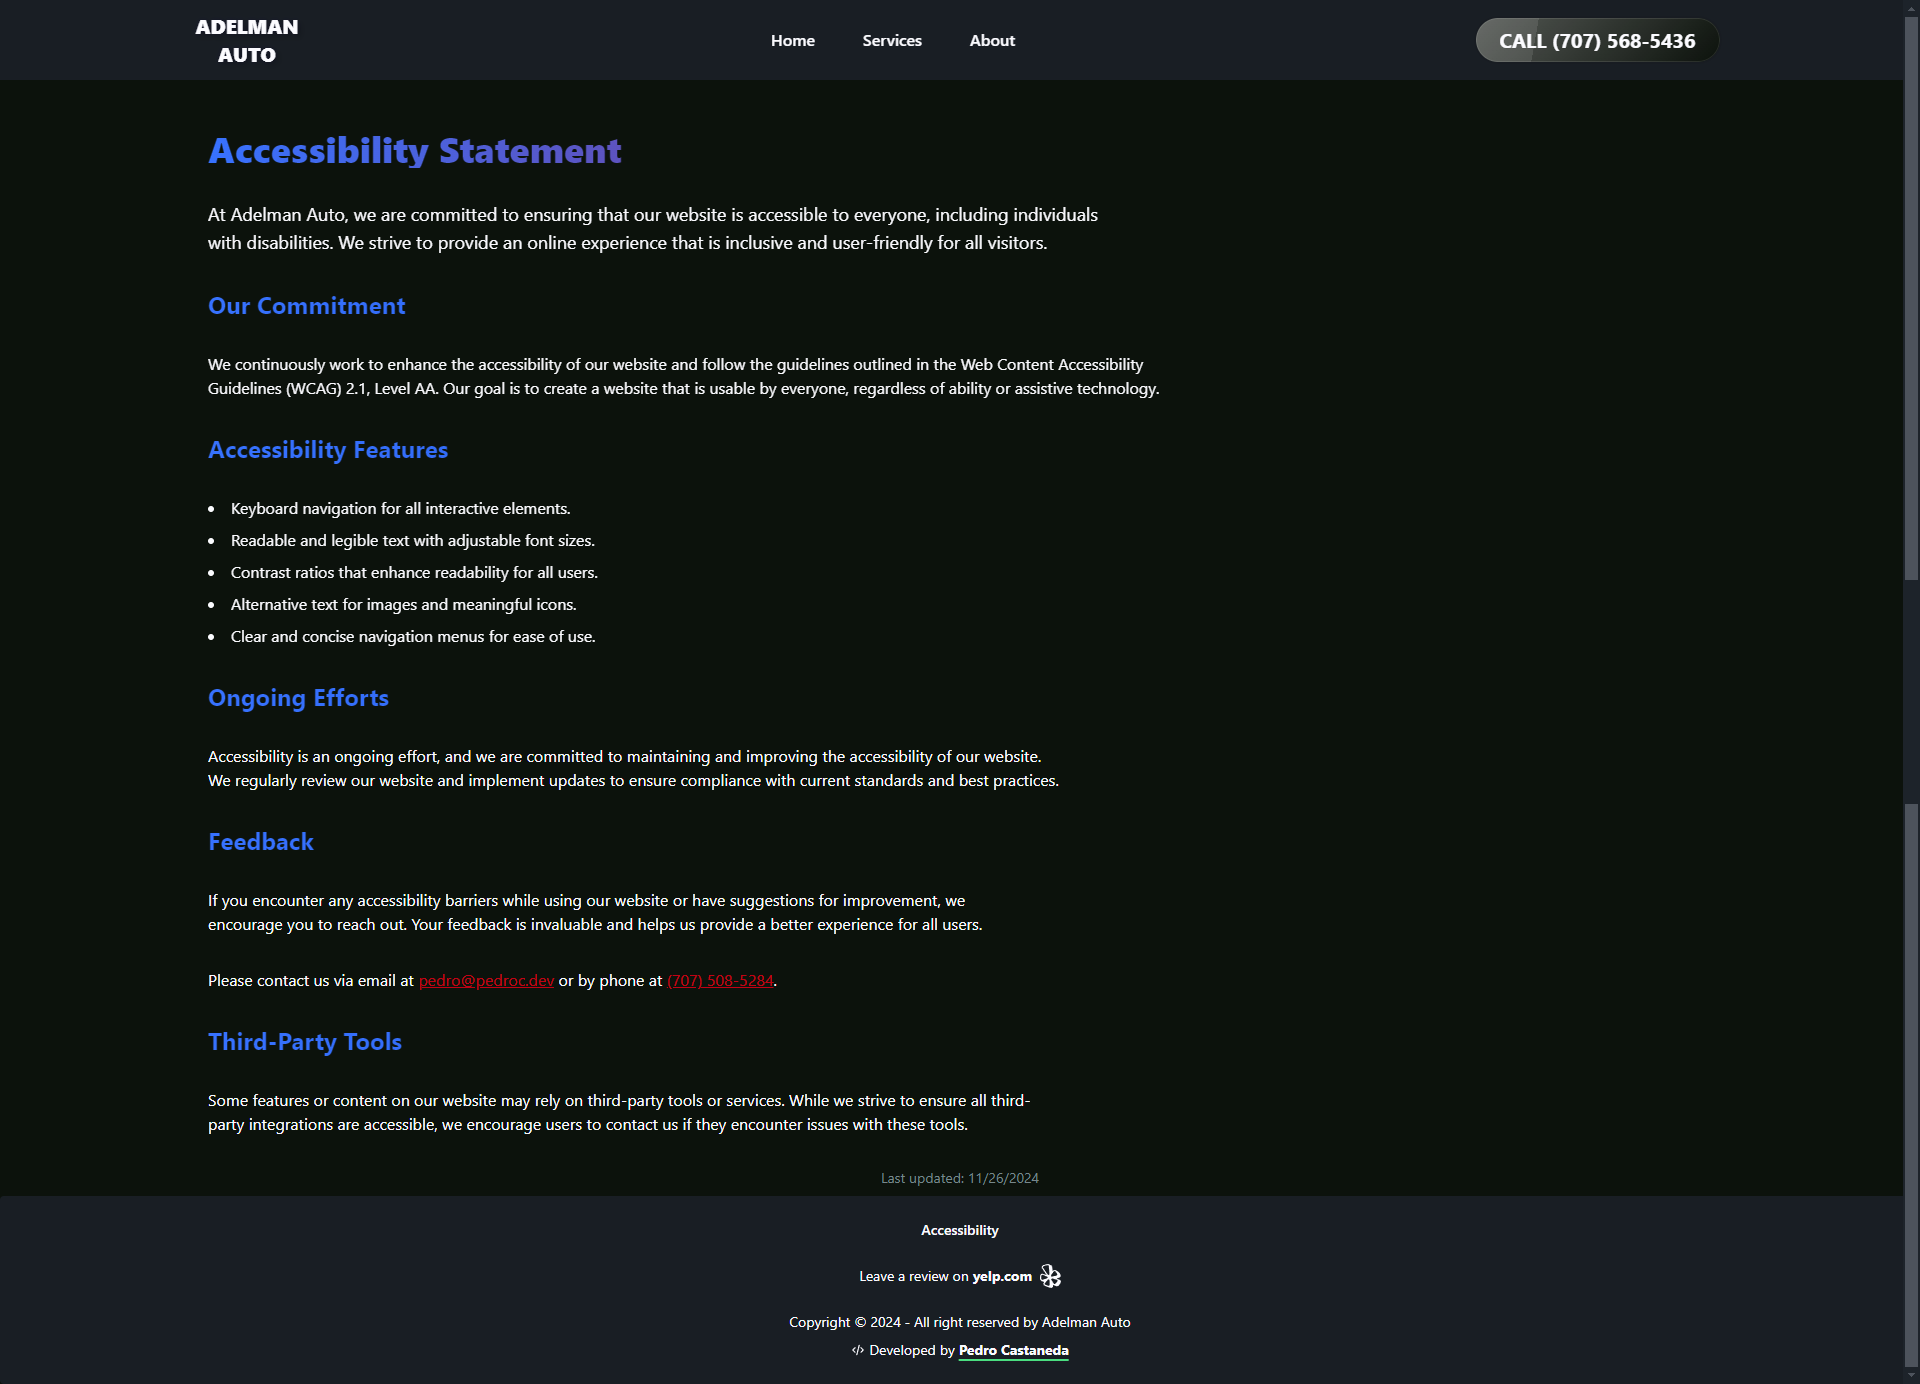 ADELMAN
AUTO
Home
Services
About
CALL (707) 568-5436
Accessibility Statement
At Adelman Auto, we are committed to ensuring that our website is accessible to everyone, including individuals
with disabilities. We strive to provide an online experience that is inclusive and user-friendly for all visitors.
Our Commitment
We continuously work to enhance the accessibility of our website and follow the guidelines outlined in the Web Content Accessibility
Guidelines (WCAG) 2.1, Level AA. Our goal is to create a website that is usable by everyone, regardless of ability or assistive technology.
Accessibility Features
• Keyboard navigation for all interactive elements.
• Readable and legible text with adjustable font sizes.
• Contrast ratios that enhance readability for all users.
• Alternative text for images and meaningful icons.
• Clear and concise navigation menus for ease of use.
Ongoing Efforts
Accessibility is an ongoing effort, and we are committed to maintaining and improving the accessibility of our website.
We regularly review our website and implement updates to ensure compliance with current standards and best practices.
Feedback
If you encounter any accessibility barriers while using our website or have suggestions for improvement, we
encourage you to reach out. Your feedback is invaluable and helps us provide a better experience for all users.
Please contact us via email at pedro@pedroc.dev or by phone at (707) 508-5284.
Third-Party Tools
Some features or content on our website may rely on third-party tools or services. While we strive to ensure all third-
party integrations are accessible, we encourage users to contact us if they encounter issues with these tools.
Last updated: 11/26/2024
Accessibility
Leave a review on yelp.com
Copyright © 2024 - All right reserved by Adelman Auto
</> Developed by Pedro Castaneda